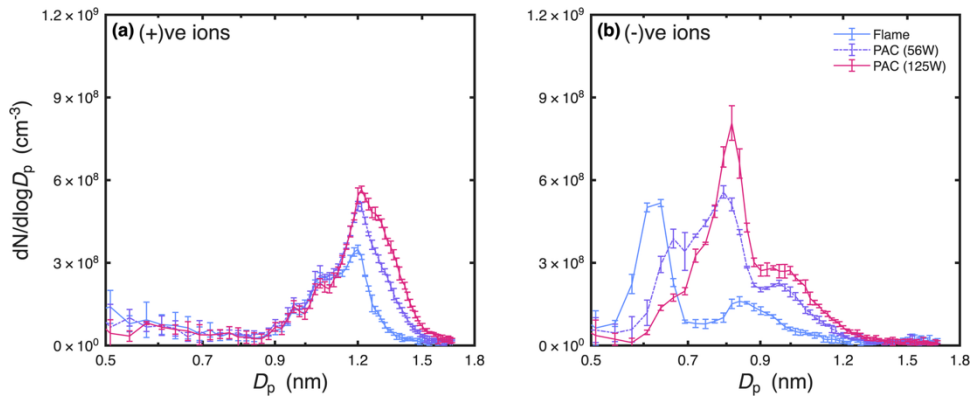 (a) (+)ve ions
(b) (-)ve ions
Flame
PAC (56W)
PAC (125W)
dN/dlogDₚ (cm⁻³)
1.2 × 10⁹
9 × 10⁸
6 × 10⁸
3 × 10⁸
0 × 10⁰
0.5 0.7 0.9 1.2 1.5 1.8
Dₚ (nm)
1.2 × 10⁹
9 × 10⁸
6 × 10⁸
3 × 10⁸
0 × 10⁰
0.5 0.7 0.9 1.2 1.5 1.8
Dₚ (nm)